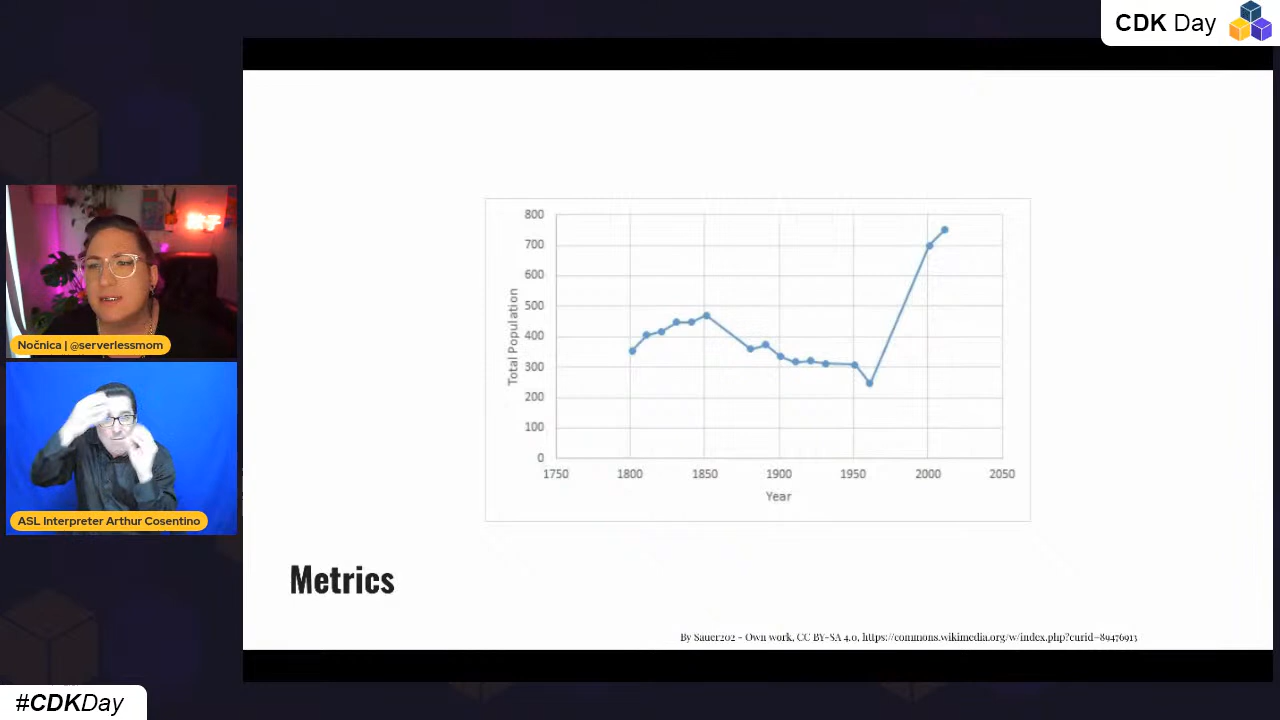 CDK Day
800
700
600
500
400
300
200
100
0
Total Population
1750 1800 1850 1900 1950 2000 2050
Year
Nočnica | @serverlessmom
ASL Interpreter Arthur Cosentino
Metrics
By Sauer202 - Own work, CC BY-SA 4.0, https://commons.wikimedia.org/w/index.php?curid=89476913
#CDKDay